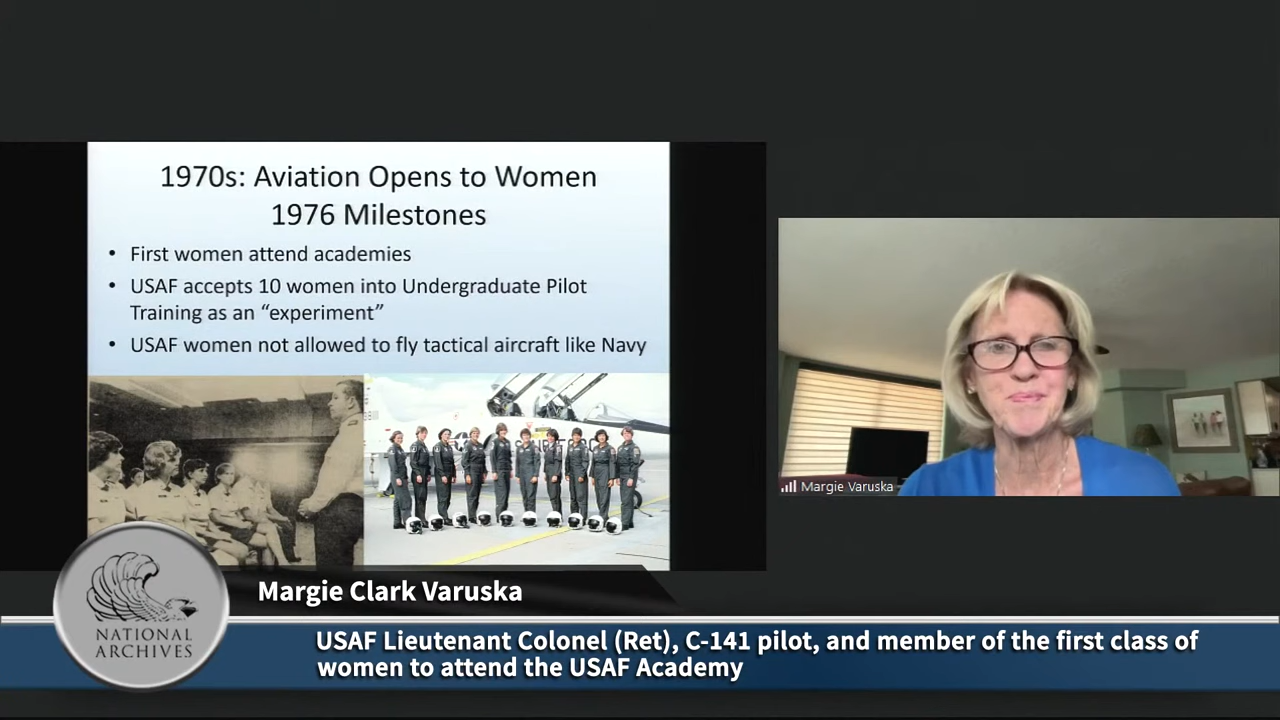 1970s: Aviation Opens to Women
1976 Milestones
• First women attend academies
• USAF accepts 10 women into Undergraduate Pilot
Training as an “experiment”
• USAF women not allowed to fly tactical aircraft like Navy
Margie Varuska
NATIONAL
ARCHIVES
Margie Clark Varuska
USAF Lieutenant Colonel (Ret), C-141 pilot, and member of the first class of
women to attend the USAF Academy